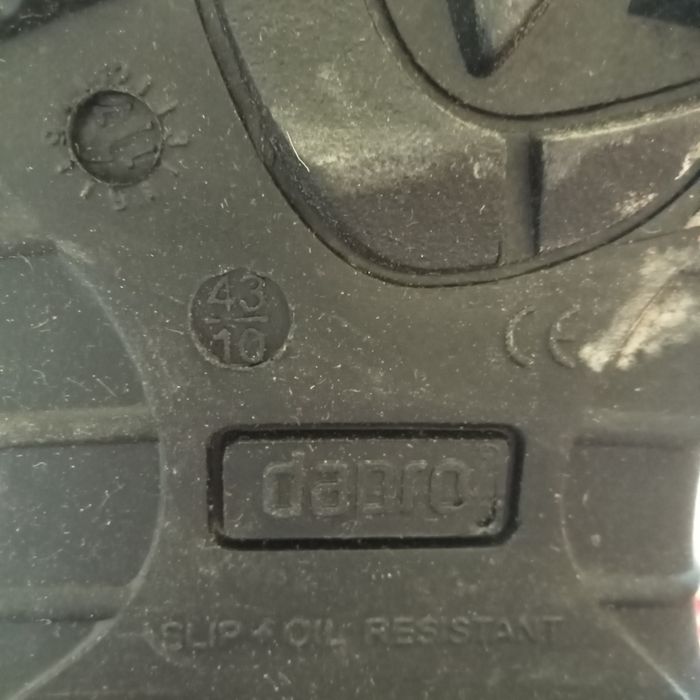 43
10
CE
dapro
SLIP + OIL RESISTANT